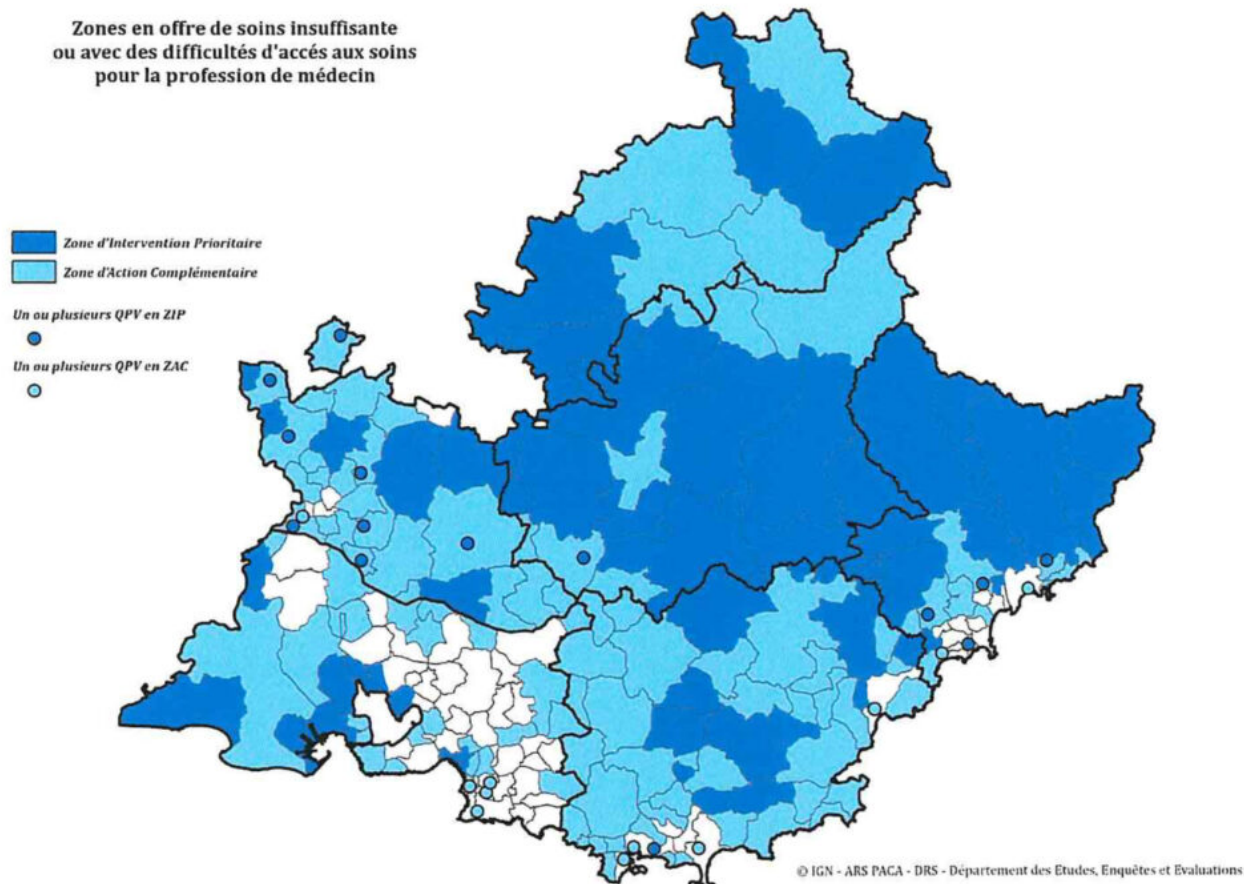 Zones en offre de soins insuffisante
ou avec des difficultés d'accés aux soins
pour la profession de médecin
Zone d'Intervention Prioritaire
Zone d'Action Complémentaire
Un ou plusieurs QPV en ZIP
Un ou plusieurs QPV en ZAC
© IGN - ARS PACA - DRS - Département des Etudes, Enquêtes et Evaluations